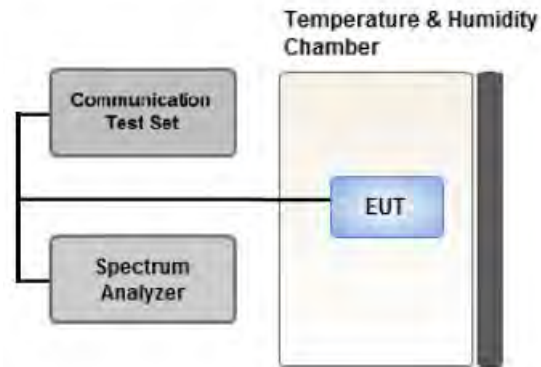 Temperature & Humidity
Chamber
Communication
Test Set
EUT
Spectrum
Analyzer